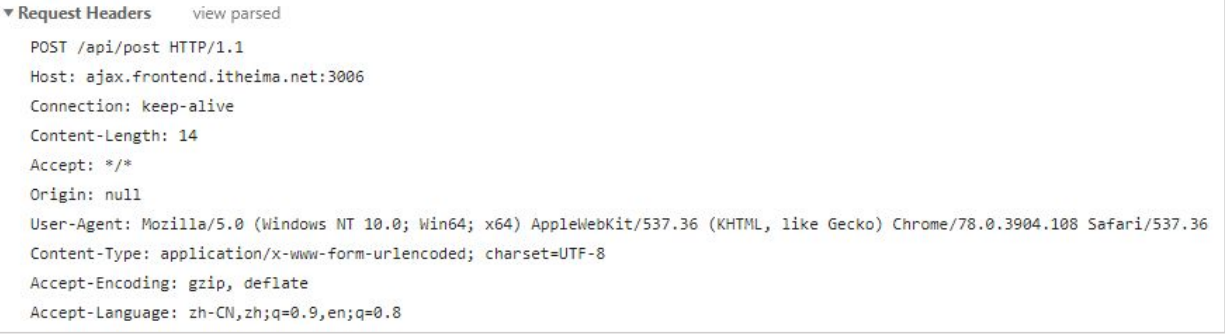 Request Headers view parsed
POST /api/post HTTP/1.1
Host: ajax.frontend.itheima.net:3006
Connection: keep-alive
Content-Length: 14
Accept: */*
Origin: null
User-Agent: Mozilla/5.0 (Windows NT 10.0; Win64; x64) AppleWebKit/537.36 (KHTML, like Gecko) Chrome/78.0.3904.108 Safari/537.36
Content-Type: application/x-www-form-urlencoded; charset=UTF-8
Accept-Encoding: gzip, deflate
Accept-Language: zh-CN,zh;q=0.9,en;q=0.8